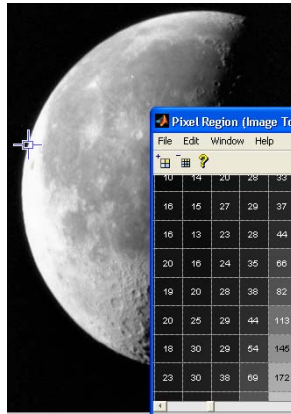 Pixel Region (Image To
File Edit Window Help
10 14 20 28 33
16 15 27 29 37
16 13 23 28 44
20 16 24 35 66
19 20 28 38 82
20 25 29 44 113
18 30 29 54 145
23 30 38 69 172